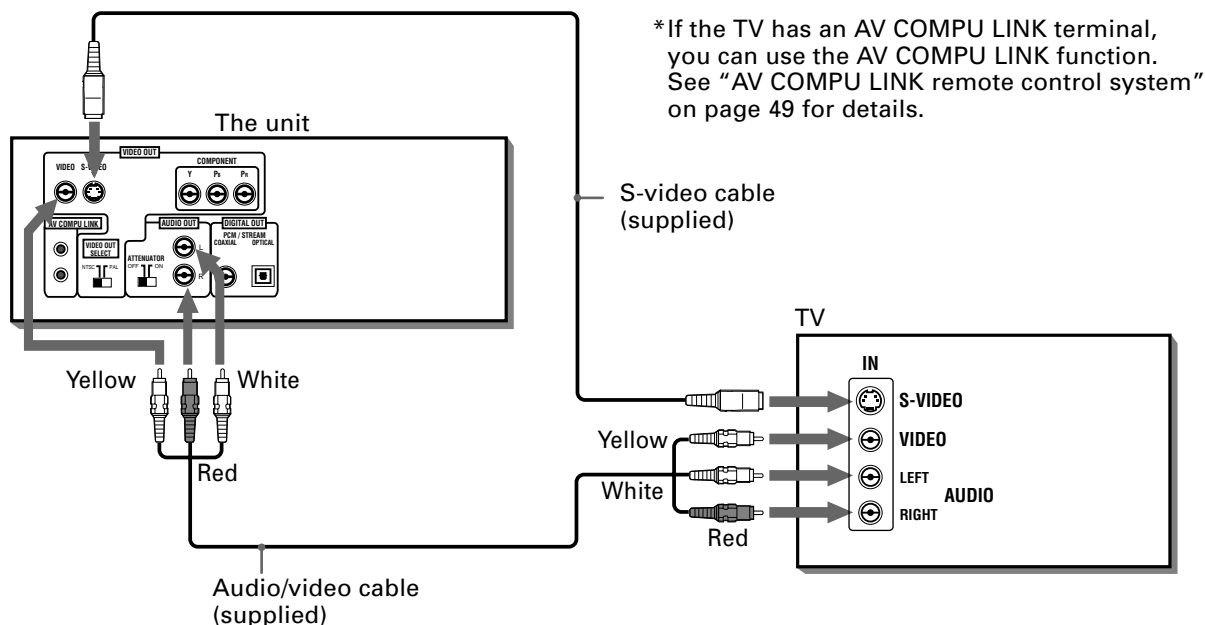 *If the TV has an AV COMPU LINK terminal,
you can use the AV COMPU LINK function.
See “AV COMPU LINK remote control system”
on page 49 for details.
The unit
VIDEO OUT
VIDEO S-VIDEO
COMPONENT
Y PB PR
AV COMPU LINK
VIDEO OUT
SELECT
NTSC PAL
AUDIO OUT
ATTENUATOR
OFF ON
L
R
DIGITAL OUT
PCM / STREAM
COAXIAL OPTICAL
S-video cable
(supplied)
Yellow
White
Red
TV
IN
S-VIDEO
VIDEO
LEFT
AUDIO
RIGHT
Yellow
White
Red
Audio/video cable
(supplied)